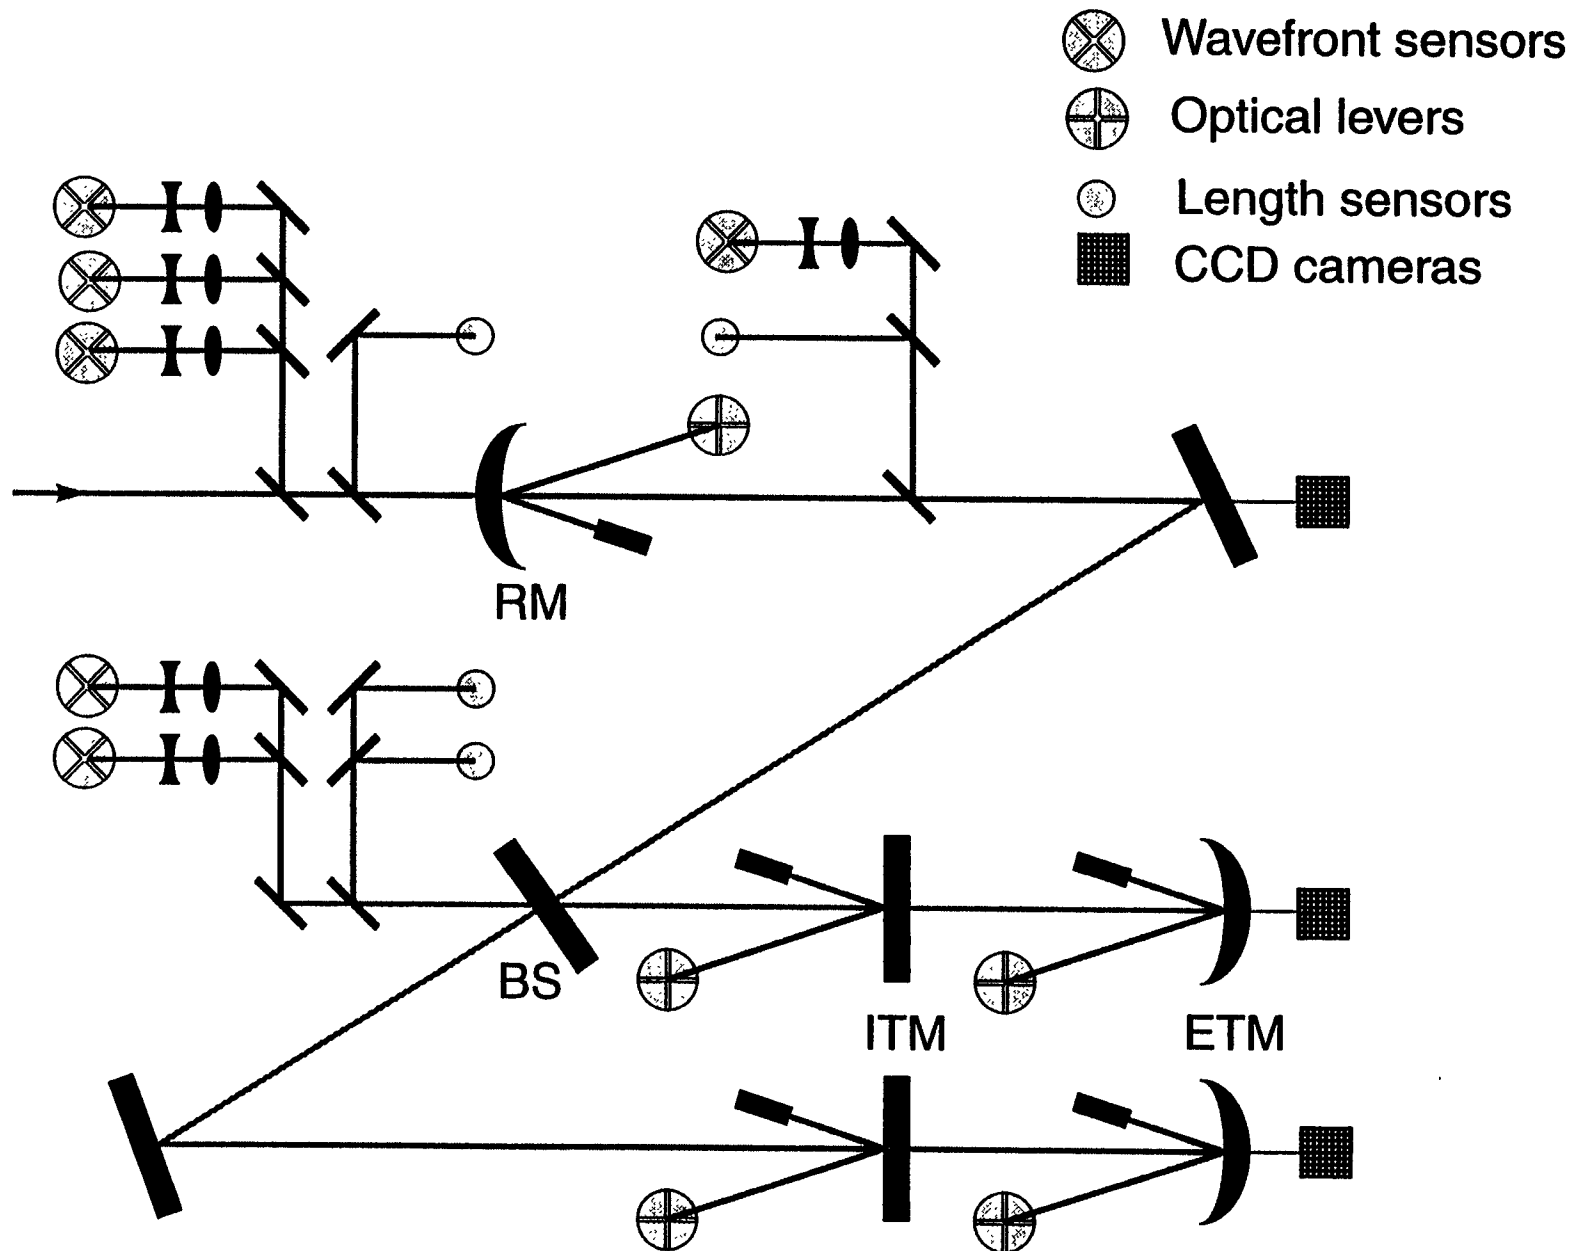 Wavefront sensors
Optical levers
Length sensors
CCD cameras
RM
BS
ITM
ETM